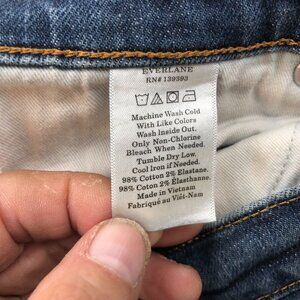 EVERLANE
RN# 139393
Machine Wash Cold
With Like Colors
Wash Inside Out.
Only Non-Chlorine
Bleach When Needed.
Tumble Dry Low.
Cool Iron if Needed.
98% Cotton 2% Elastane.
98% Coton 2% Élasthanne.
Made in Vietnam
Fabriqué au Viêt-Nam